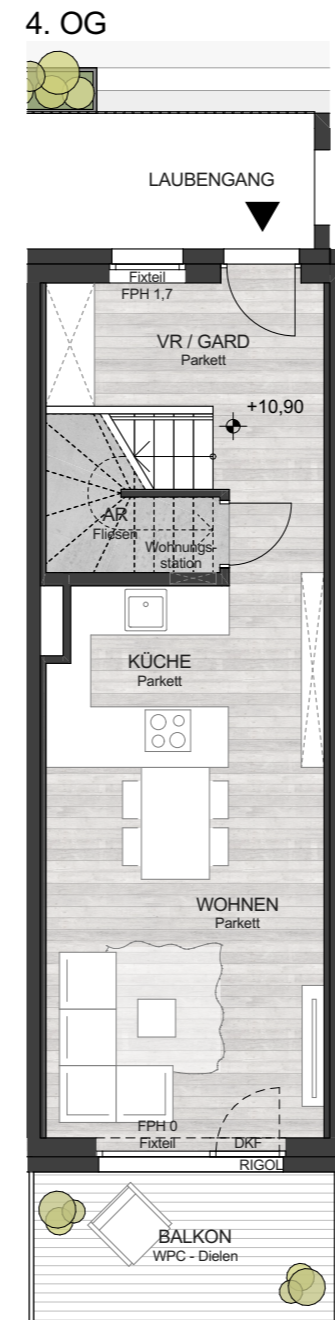 4. OG
LAUBENGANG
Fixteil
FPH 1,7
VR / GARD
Parkett
+10,90
AR
Fliesen
Wohnungs-
station
KÜCHE
Parkett
WOHNEN
Parkett
FPH 0
Fixteil
DKF
RIGOL
BALKON
WPC - Dielen